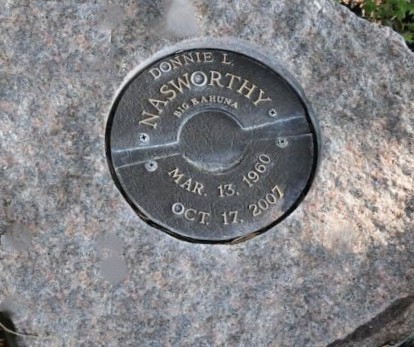 DONNIE L.
NASWORTHY
BIG KAHUNA
MAR. 13, 1960
OCT. 17, 2007